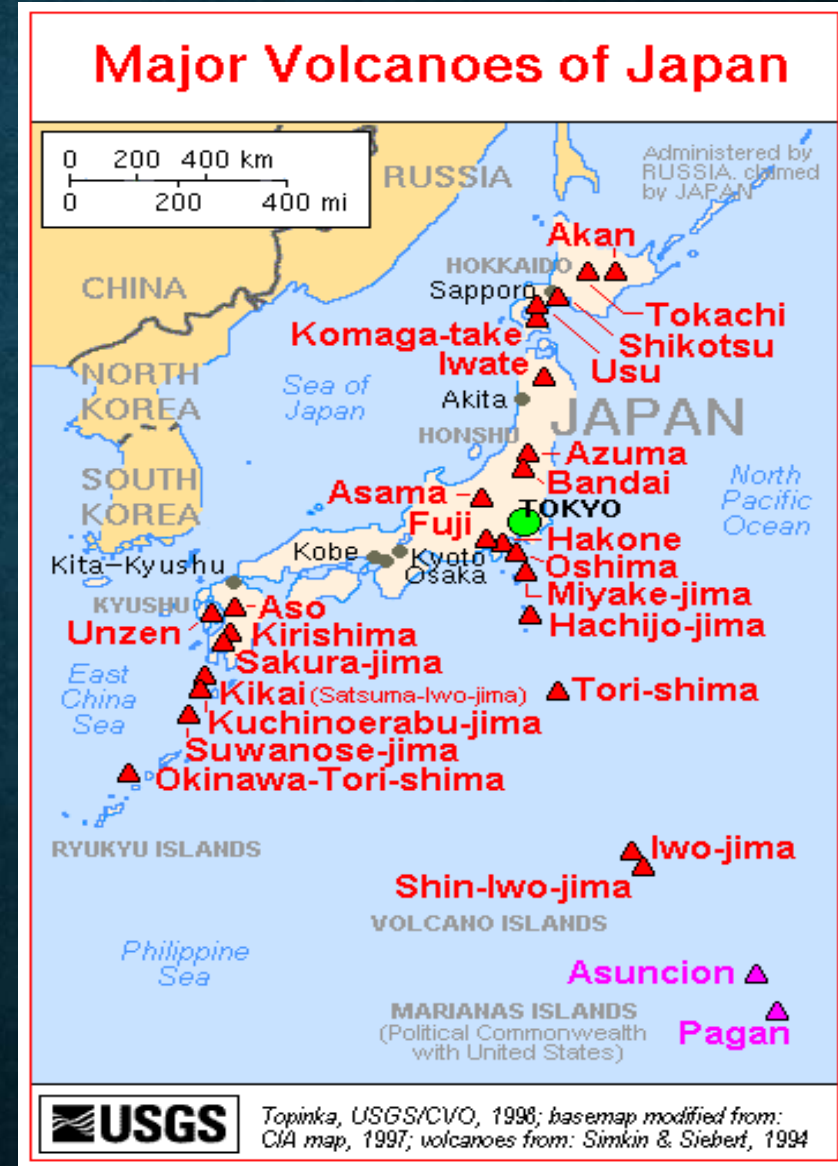 Major Volcanoes of Japan
0 200 400 km
0 200 400 mi
RUSSIA
Administered by
RUSSIA. claimed
by JAPAN
CHINA
Akan
HOKKAIDO
Sapporo
Tokachi
Shikotsu
Usu
Komaga-take
Iwate
NORTH
KOREA
Sea of
Japan
Akita
JAPAN
HONSHU
Azuma
Bandai
SOUTH
KOREA
North
Pacific
Ocean
Asama
TOKYO
Fuji
Hakone
Kobe
Kyoto
Osaka
Oshima
Kita-Kyushu
Miyake-jima
KYUSHU
Aso
Hachijo-jima
Unzen
Kirishima
Sakura-jima
East
China
Sea
Kikai (Satsuma-Iwo-jima)
Tori-shima
Kuchinoerabu-jima
Suwanose-jima
Okinawa-Tori-shima
RYUKYU ISLANDS
Iwo-jima
Shin-Iwo-jima
VOLCANO ISLANDS
Philippine
Sea
Asuncion
MARIANAS ISLANDS
(Political Commonwealth
with United States)
Pagan
USGS
Topinka, USGS/CVO, 1998; basemap modified from:
CIA map, 1997; volcanoes from: Simkin & Siebert, 1994